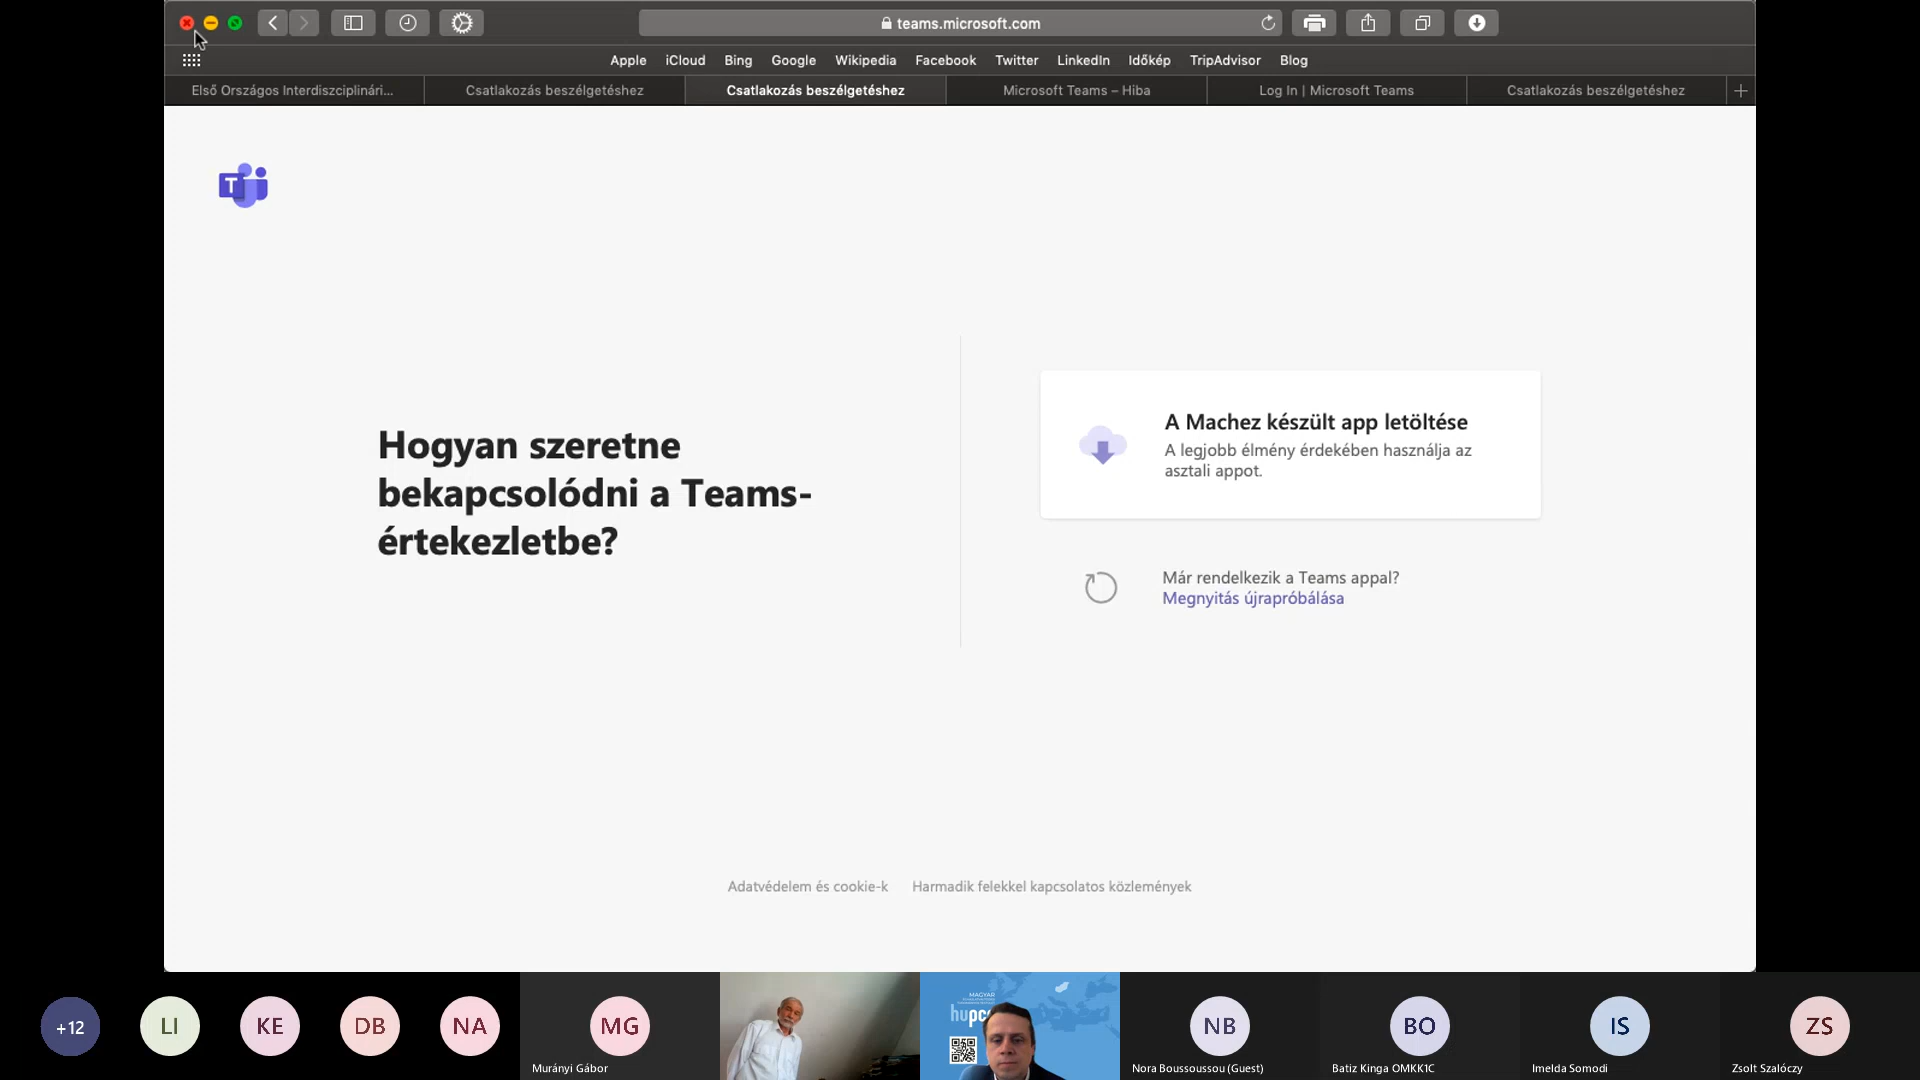 teams.microsoft.com
Apple iCloud Bing Google Wikipedia Facebook Twitter LinkedIn Időkép TripAdvisor Blog
Első Országos Interdiszciplinári... Csatlakozás beszélgetéshez Csatlakozás beszélgetéshez Microsoft Teams – Hiba Log In | Microsoft Teams Csatlakozás beszélgetéshez
T
Hogyan szeretne
bekapcsolódni a Teams-
értekezletbe?
A Machez készült app letöltése
A legjobb élmény érdekében használja az
asztali appot.
Már rendelkezik a Teams appal?
Megnyitás újrapróbálása
Adatvédelem és cookie-k Harmadik felekkel kapcsolatos közlemények
MAGYAR
hupc
+12 LI KE DB NA MG NB BO IS ZS
Murányi Gábor Nora Boussoussou (Guest) Batiz Kinga OMKK1C Imelda Somodi Zsolt Szalóczy